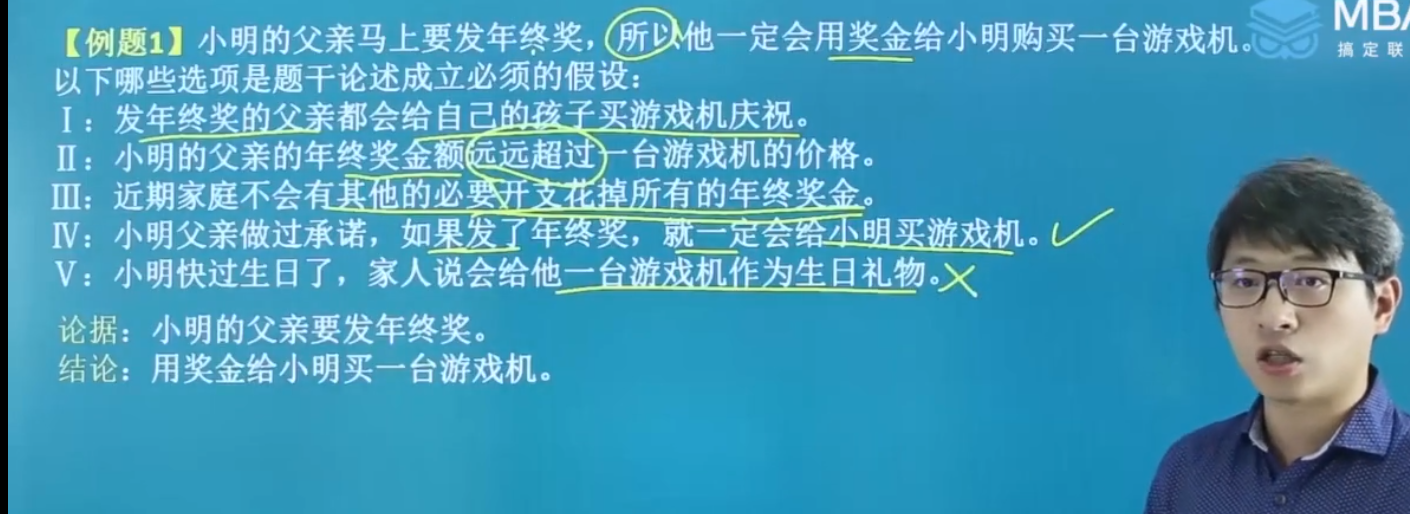 【例题1】小明的父亲马上要发年终奖，所以他一定会用奖金给小明购买一台游戏机。
以下哪些选项是题干论述成立必须的假设：
Ⅰ：发年终奖的父亲都会给自己的孩子买游戏机庆祝。
Ⅱ：小明的父亲的年终奖金额远远超过一台游戏机的价格。
Ⅲ：近期家庭不会有其他的必要开支花掉所有的年终奖金。
Ⅳ：小明父亲做过承诺，如果发了年终奖，就一定会给小明买游戏机。
Ⅴ：小明快过生日了，家人说会给他一台游戏机作为生日礼物。
论据：小明的父亲要发年终奖。
结论：用奖金给小明买一台游戏机。
MBA
搞定联